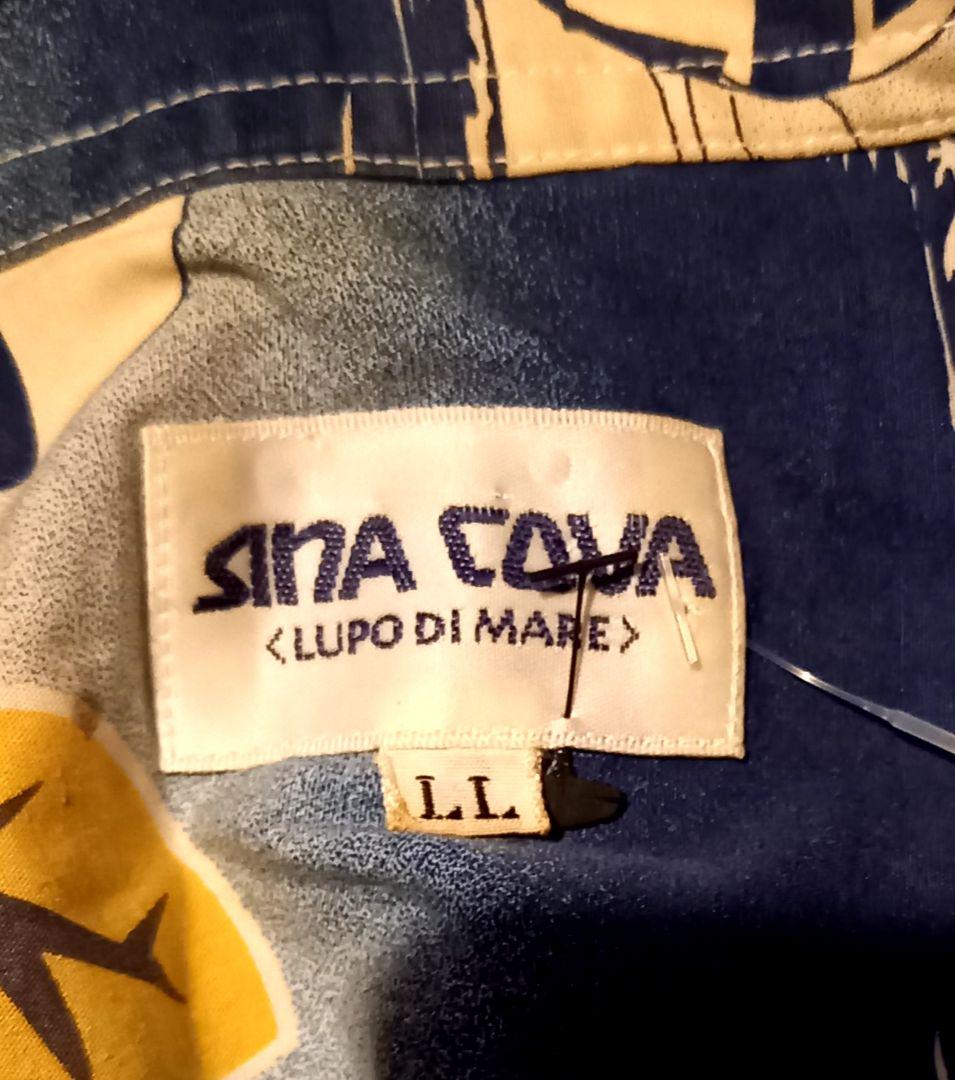 SINA COVA
<LUPO DI MARE>
LL